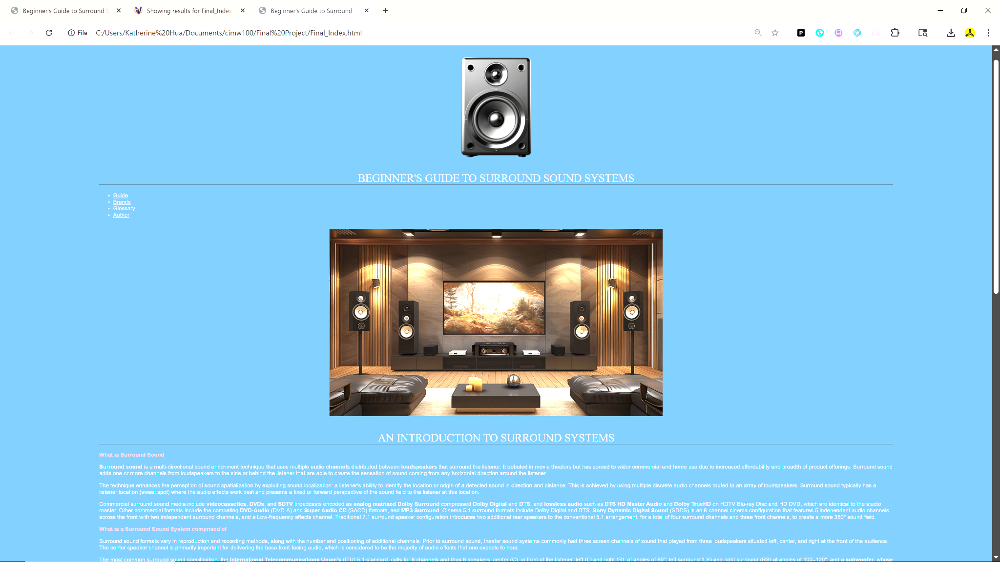 Beginner's Guide to Surround S
Showing results for Final_Index
Beginner's Guide to Surround
File C:/Users/Katherine%20Hua/Documents/cimw100/Final%20Project/Final_Index.html
BEGINNER'S GUIDE TO SURROUND SOUND SYSTEMS
Guide
Brands
Glossary
Author
AN INTRODUCTION TO SURROUND SYSTEMS
What is Surround Sound
Surround sound is a multi-directional sound enrichment technique that uses multiple audio channels distributed between loudspeakers that surround the listener. It debuted in movie theaters but has spread to wider commercial and home use due to increased affordability and breadth of product offerings. Surround sound
adds one or more channels from loudspeakers to the side or behind the listener that are able to create the sensation of sound coming from any horizontal direction around the listener.
The technique enhances the perception of sound spatialization by exploiting sound localization: a listener's ability to identify the location or origin of a detected sound in direction and distance. This is achieved by using multiple discrete audio channels routed to an array of loudspeakers. Surround sound typically has a
listener location (sweet spot) where the audio effects work best and presents a fixed or forward perspective of the sound field to the listener at this location.
Commercial surround sound media include videocassettes, DVDs, and SDTV broadcasts encoded as analog matrixed Dolby Surround compressed Dolby Digital and DTS, and lossless audio such as DTS HD Master Audio and Dolby TrueHD on HDTV Blu-ray Disc and HD DVD, which are identical to the studio
master. Other commercial formats include the competing DVD-Audio (DVD-A) and Super Audio CD (SACD) formats, and MP3 Surround. Cinema 5.1 surround formats include Dolby Digital and DTS. Sony Dynamic Digital Sound (SDDS) is an 8-channel cinema configuration that features 5 independent audio channels
across the front with two independent surround channels, and a Low-frequency effects channel. Traditional 7.1 surround speaker configuration introduces two additional rear speakers to the conventional 5.1 arrangement, for a total of four surround channels and three front channels, to create a more 360° sound field.
What is a Surround Sound System comprised of
Surround sound formats vary in reproduction and recording methods, along with the number and positioning of additional channels. Prior to surround sound, theater sound systems commonly had three screen channels of sound that played from three loudspeakers situated left, center, and right at the front of the audience.
The center speaker channel is primarily important for delivering the base front-facing audio, which is considered to be the majority of audio effects that one expects to hear.
The most common surround sound specification, the International Telecommunications Union's (ITU) 5.1 standard, calls for 6 channels and thus 6 speakers: center (C), in front of the listener; left (L) and right (R), at angles of 60°; left surround (LS) and right surround (RS) at angles of 100–120°; and a subwoofer, whose